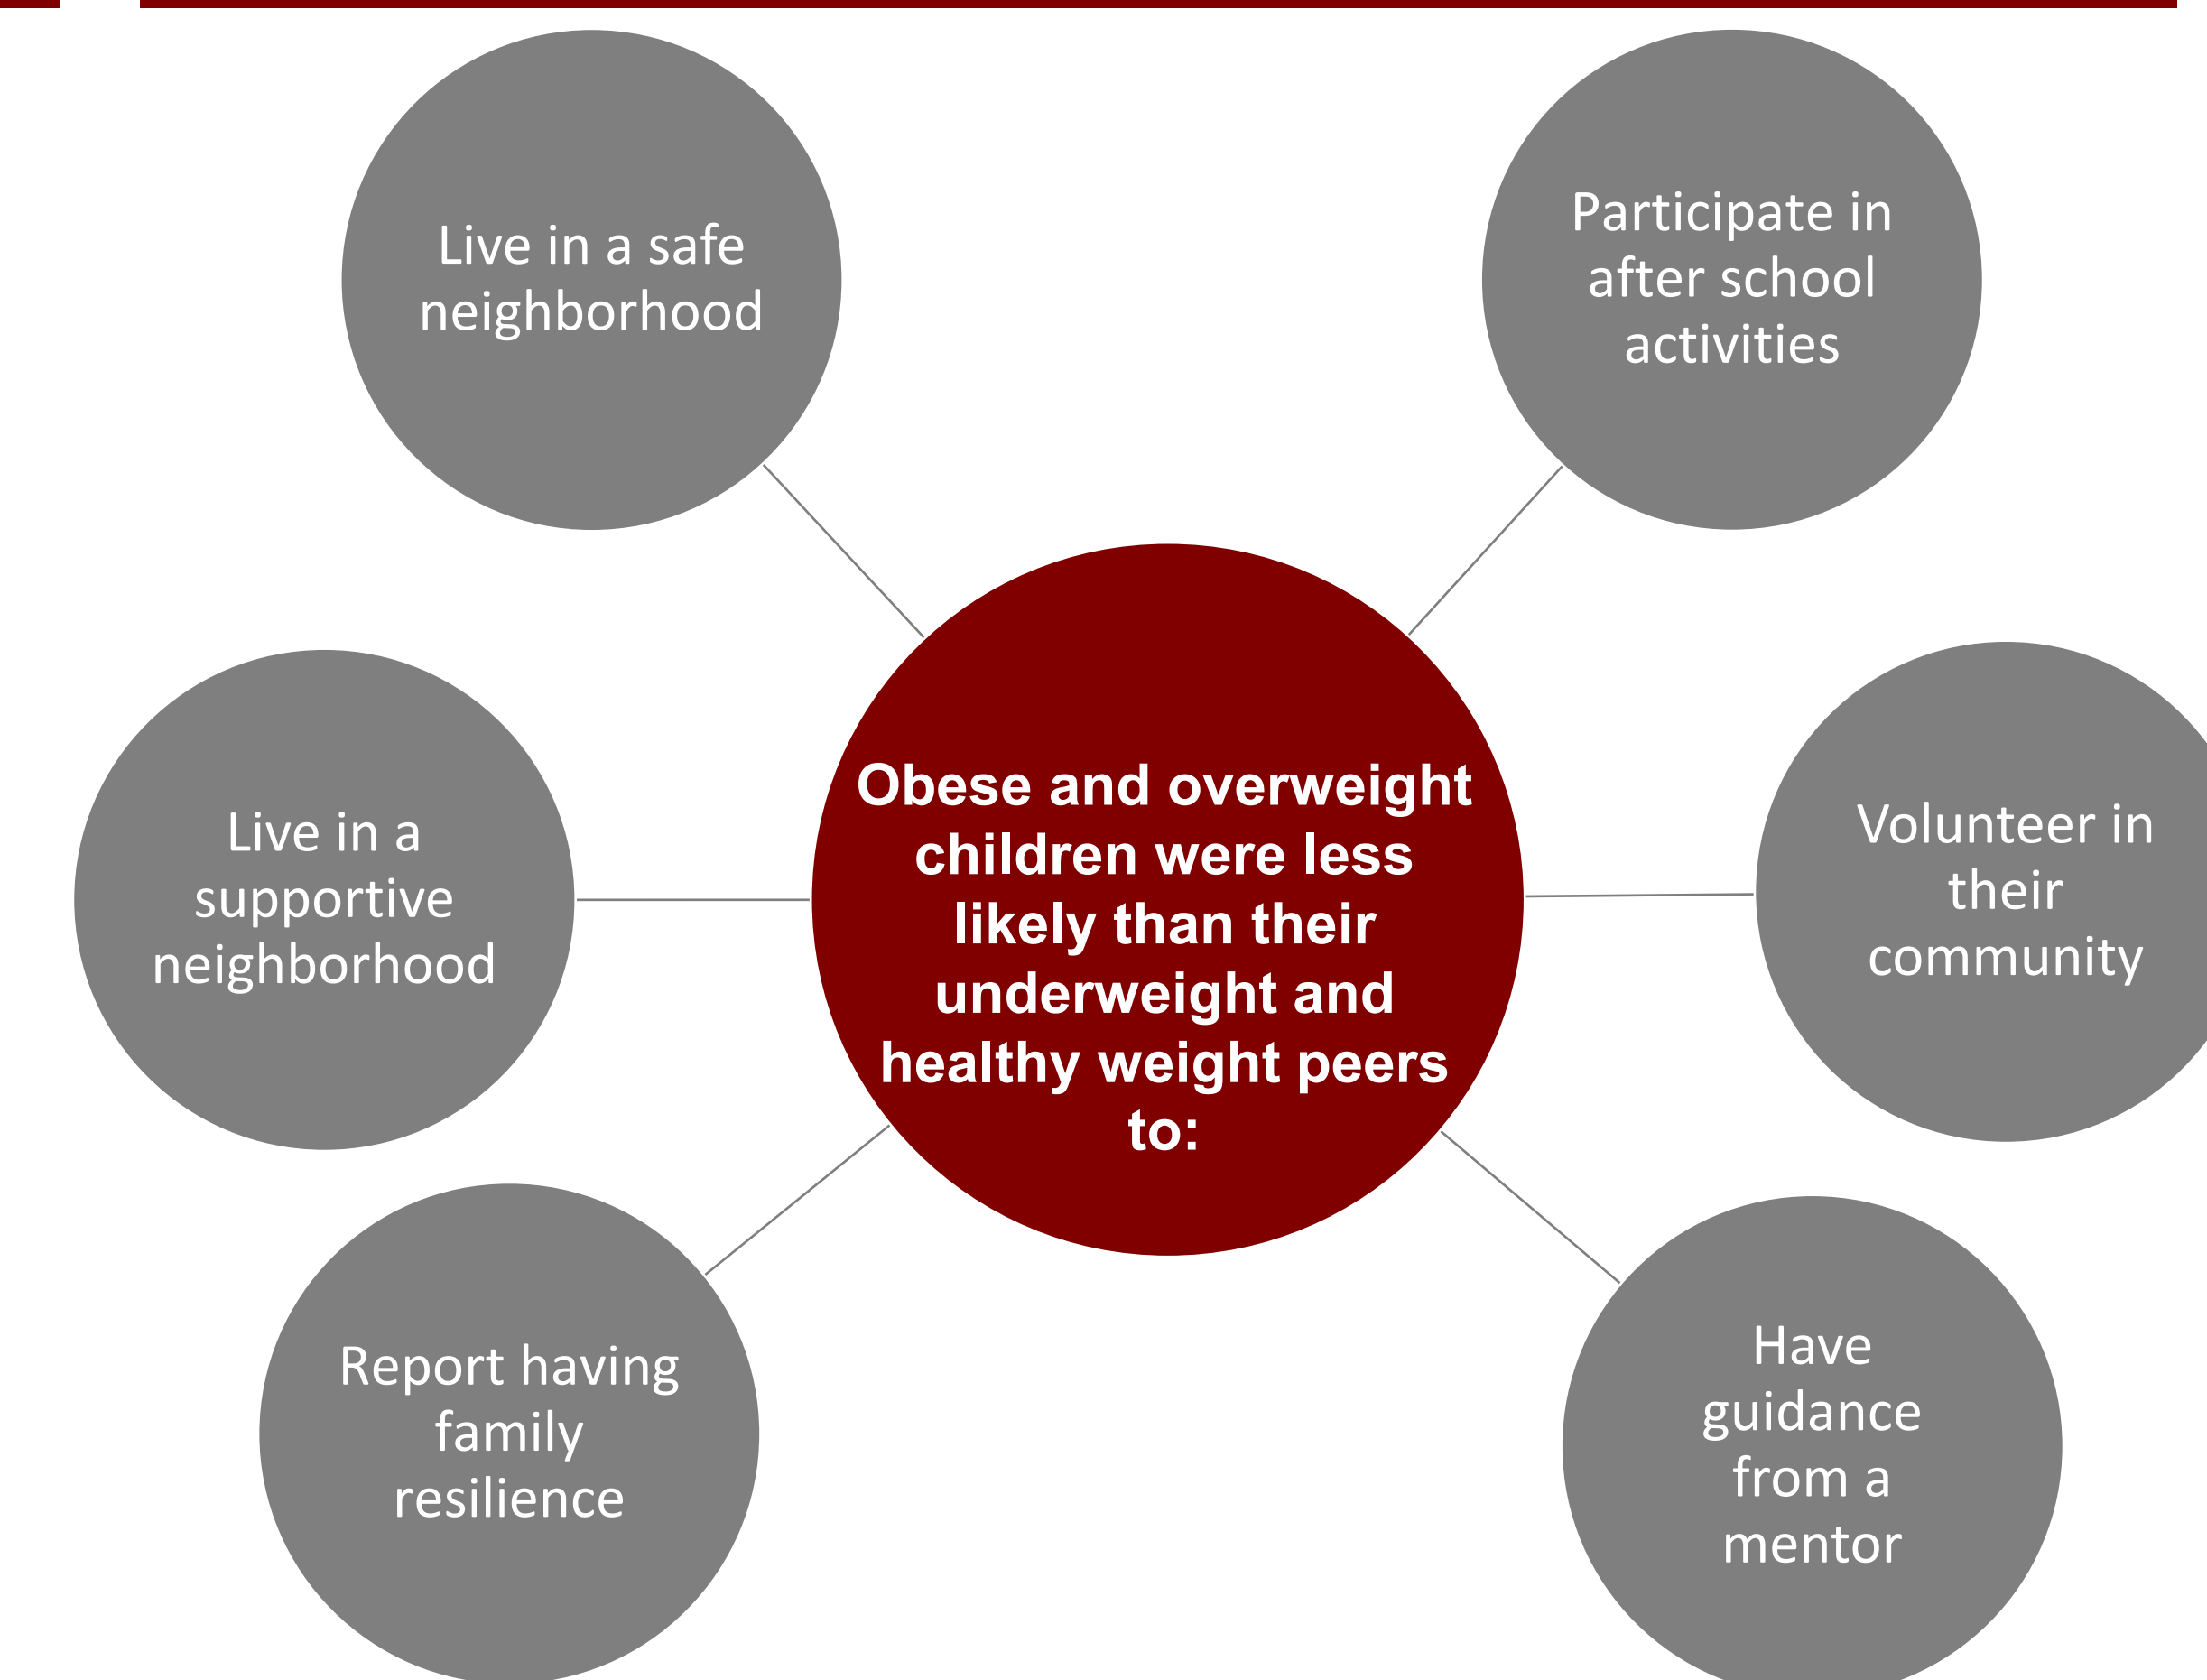 Live in a safe
neighborhood
Participate in
after school
activities
Live in a
supportive
neighborhood
Obese and overweight
children were less
likely than their
underweight and
healthy weight peers
to:
Volunteer in
their
community
Report having
family
resilience
Have
guidance
from a
mentor